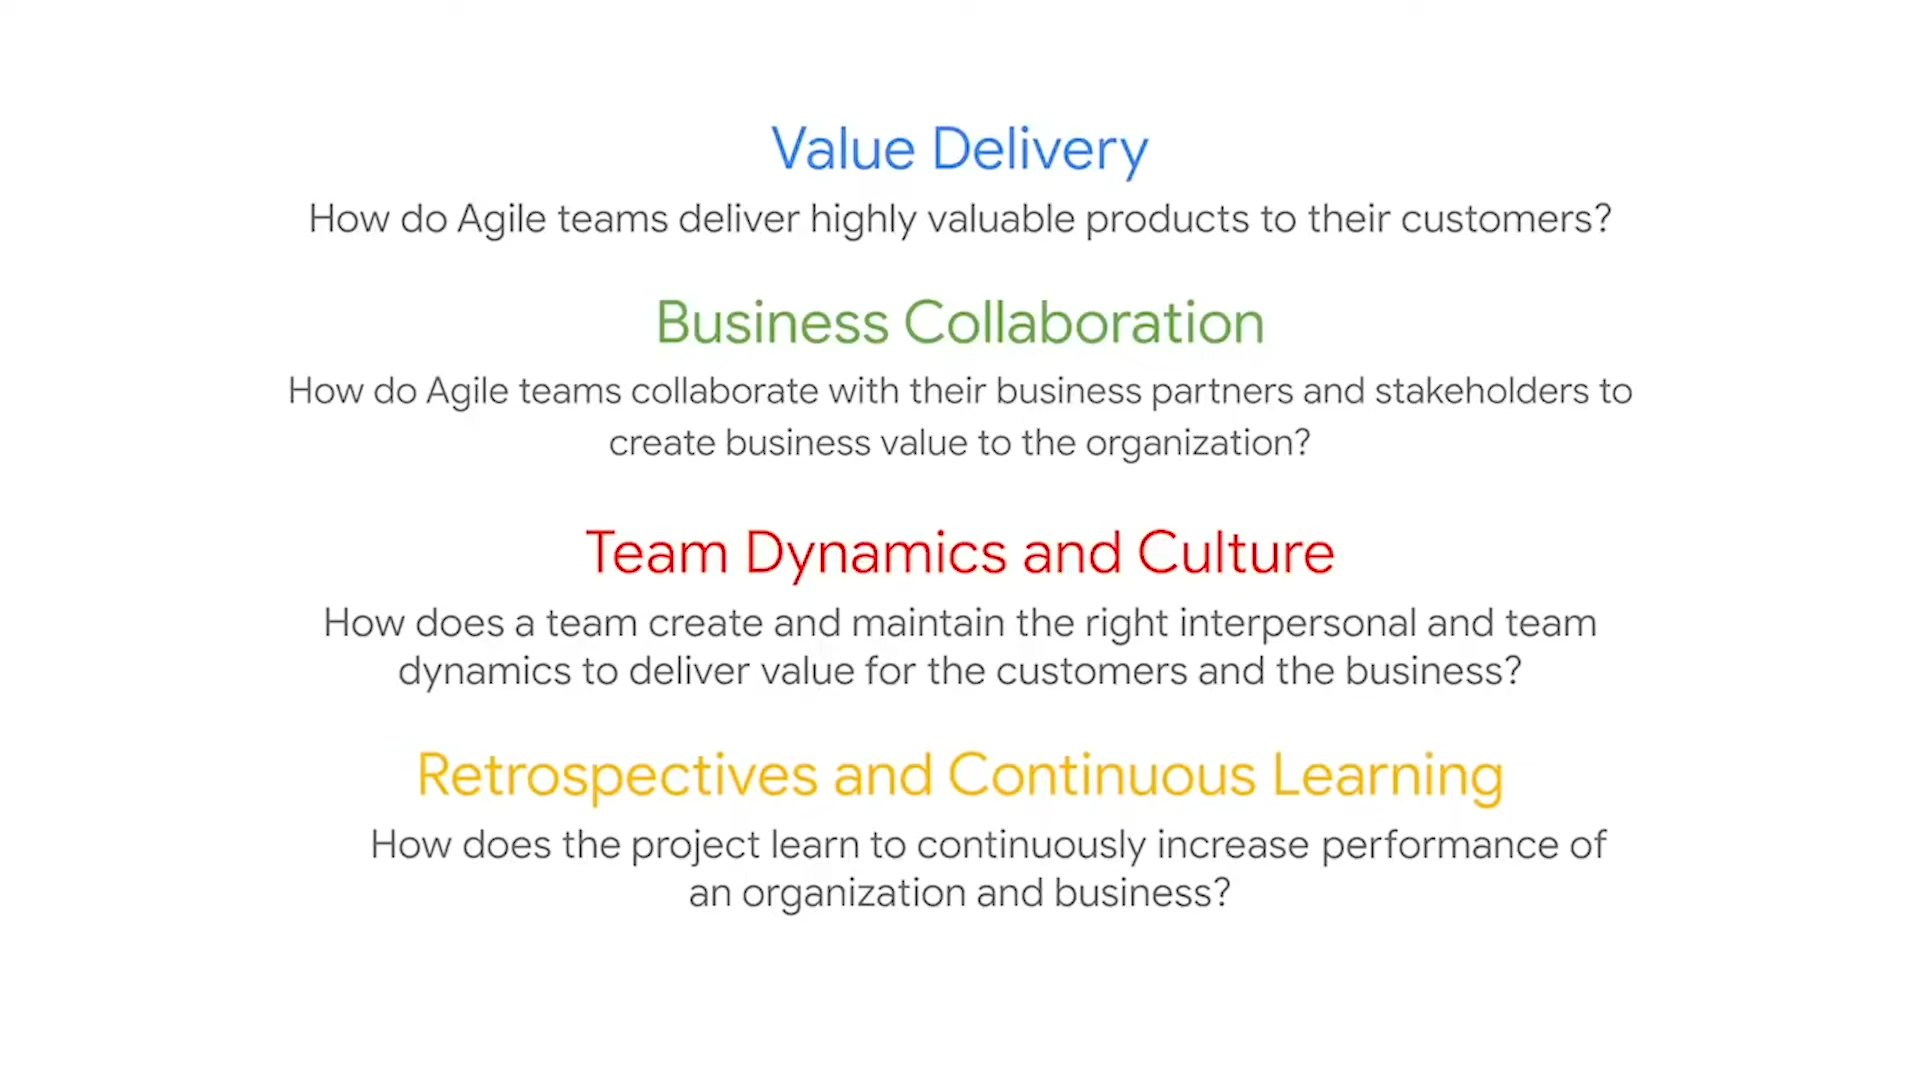 Value Delivery
How do Agile teams deliver highly valuable products to their customers?
Business Collaboration
How do Agile teams collaborate with their business partners and stakeholders to
create business value to the organization?
Team Dynamics and Culture
How does a team create and maintain the right interpersonal and team
dynamics to deliver value for the customers and the business?
Retrospectives and Continuous Learning
How does the project learn to continuously increase performance of
an organization and business?